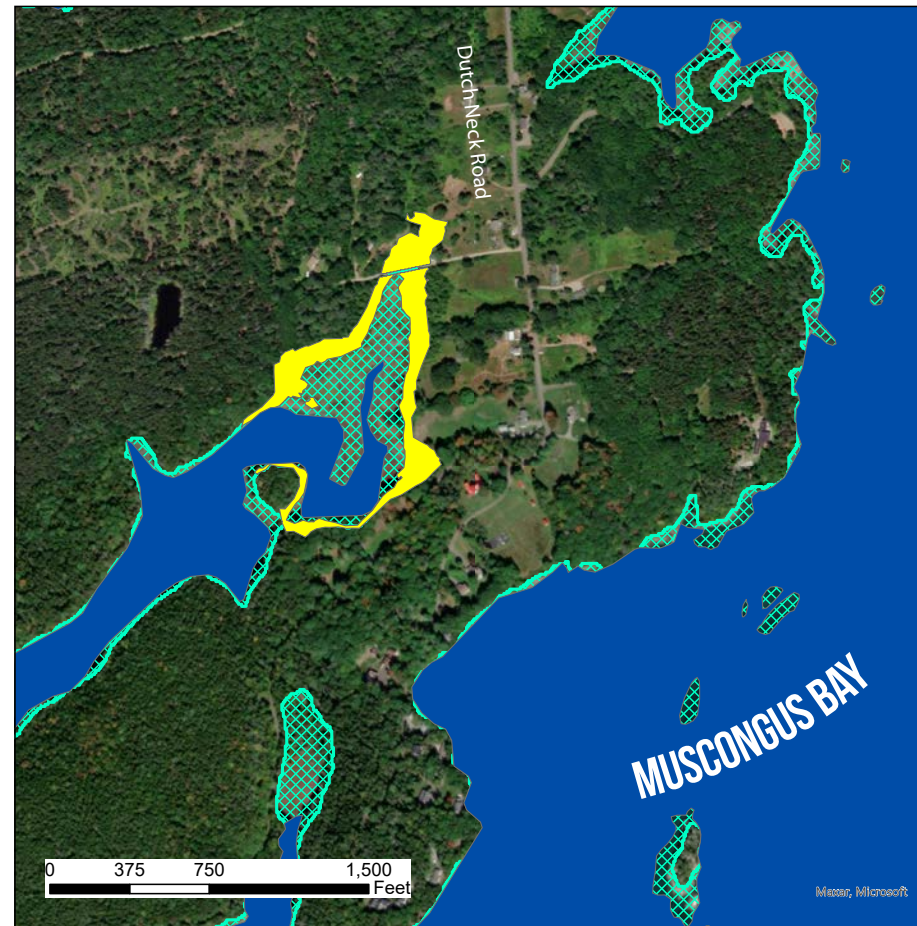 Dutch Neck Road
MUSCONGUS BAY
0 375 750 1,500
Feet
Maxar, Microsoft